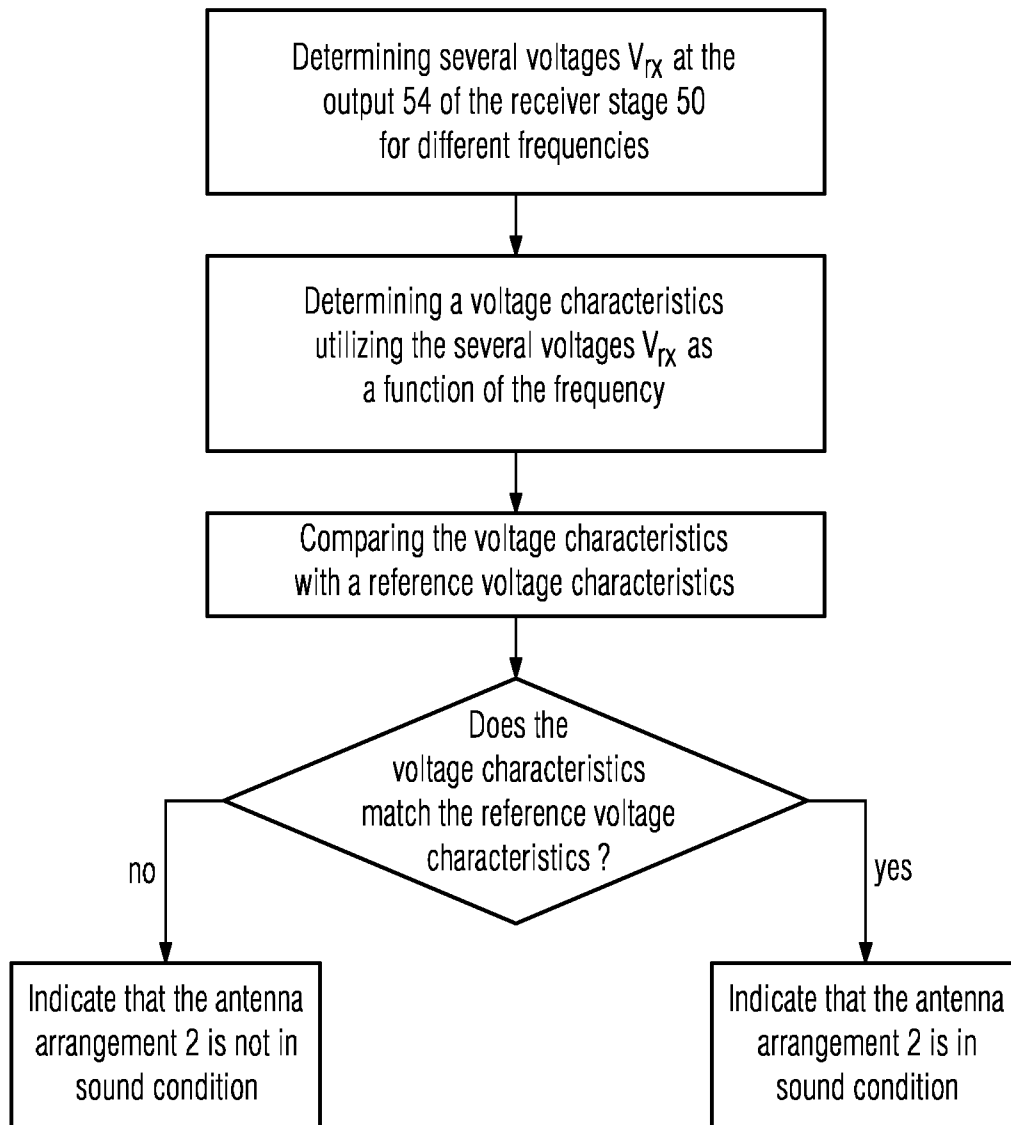 Determining several voltages Vrx at the
output 54 of the receiver stage 50
for different frequencies
Determining a voltage characteristics
utilizing the several voltages Vrx as
a function of the frequency
Comparing the voltage characteristics
with a reference voltage characteristics
Does the
voltage characteristics
match the reference voltage
characteristics ?
no
yes
Indicate that the antenna
arrangement 2 is not in
sound condition
Indicate that the antenna
arrangement 2 is in
sound condition